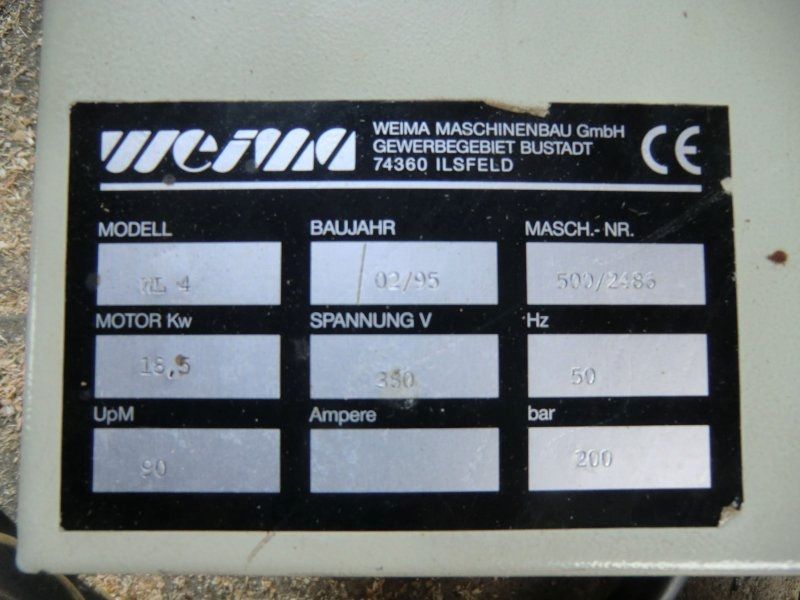 weima
WEIMA MASCHINENBAU GmbH
GEWERBEGEBIET BUSTADT
74360 ILSFELD
CE
MODELL BAUJAHR MASCH.- NR.
WL 4 02/95 500/2486
MOTOR Kw SPANNUNG V Hz
18,5 380 50
UpM Ampere bar
90 200